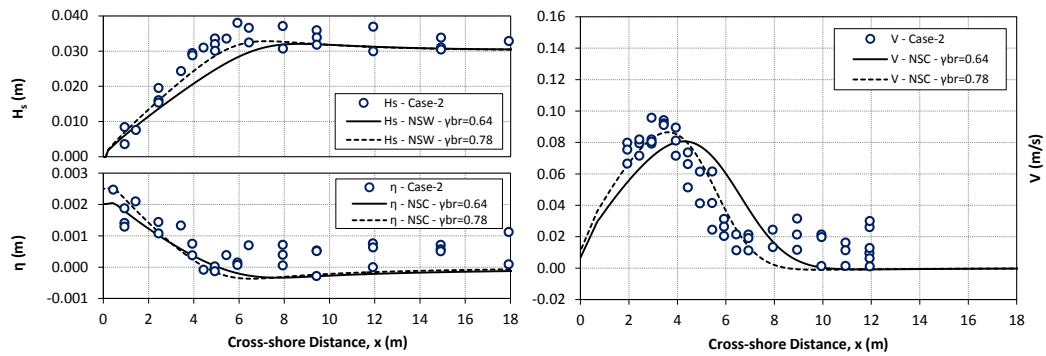 0.040
0.030
0.020
0.010
0.000
Hs (m)
Hs - Case-2
Hs - NSW - γbr=0.64
Hs - NSW - γbr=0.78
0.003
0.002
0.001
0.000
-0.001
η (m)
η - Case-2
η - NSC - γbr=0.64
η - NSC - γbr=0.78
0 2 4 6 8 10 12 14 16 18
Cross-shore Distance, x (m)
0.16
0.14
0.12
0.10
0.08
0.06
0.04
0.02
0.00
-0.02
V (m/s)
V - Case-2
V - NSC - γbr=0.64
V - NSC - γbr=0.78
0 2 4 6 8 10 12 14 16 18
Cross-shore Distance, x (m)